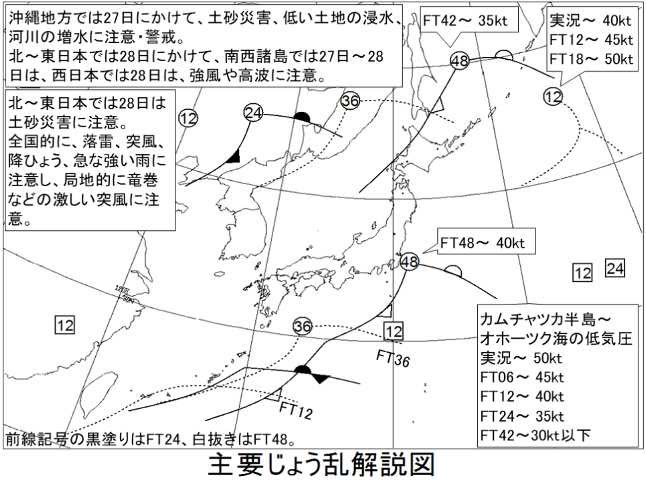 沖縄地方では27日にかけて、土砂災害、低い土地の浸水、
河川の増水に注意・警戒。
北～東日本では28日にかけて、南西諸島では27日～28
日は、西日本では28日は、強風や高波に注意。
FT42～ 35kt
実況～ 40kt
FT12～ 45kt
FT18～ 50kt
48
36
12
24
12
北～東日本では28日は
土砂災害に注意。
全国的に、落雷、突風、
降ひょう、急な強い雨に
注意し、局地的に竜巻
などの激しい突風に注
意。
FT48～ 40kt
48
12
24
12
36
12
FT36
カムチャツカ半島～
オホーツク海の低気圧
実況～ 50kt
FT06～ 45kt
FT12～ 40kt
FT24～ 35kt
FT42～30kt以下
FT12
前線記号の黒塗りはFT24、白抜きはFT48。
主要じょう乱解説図